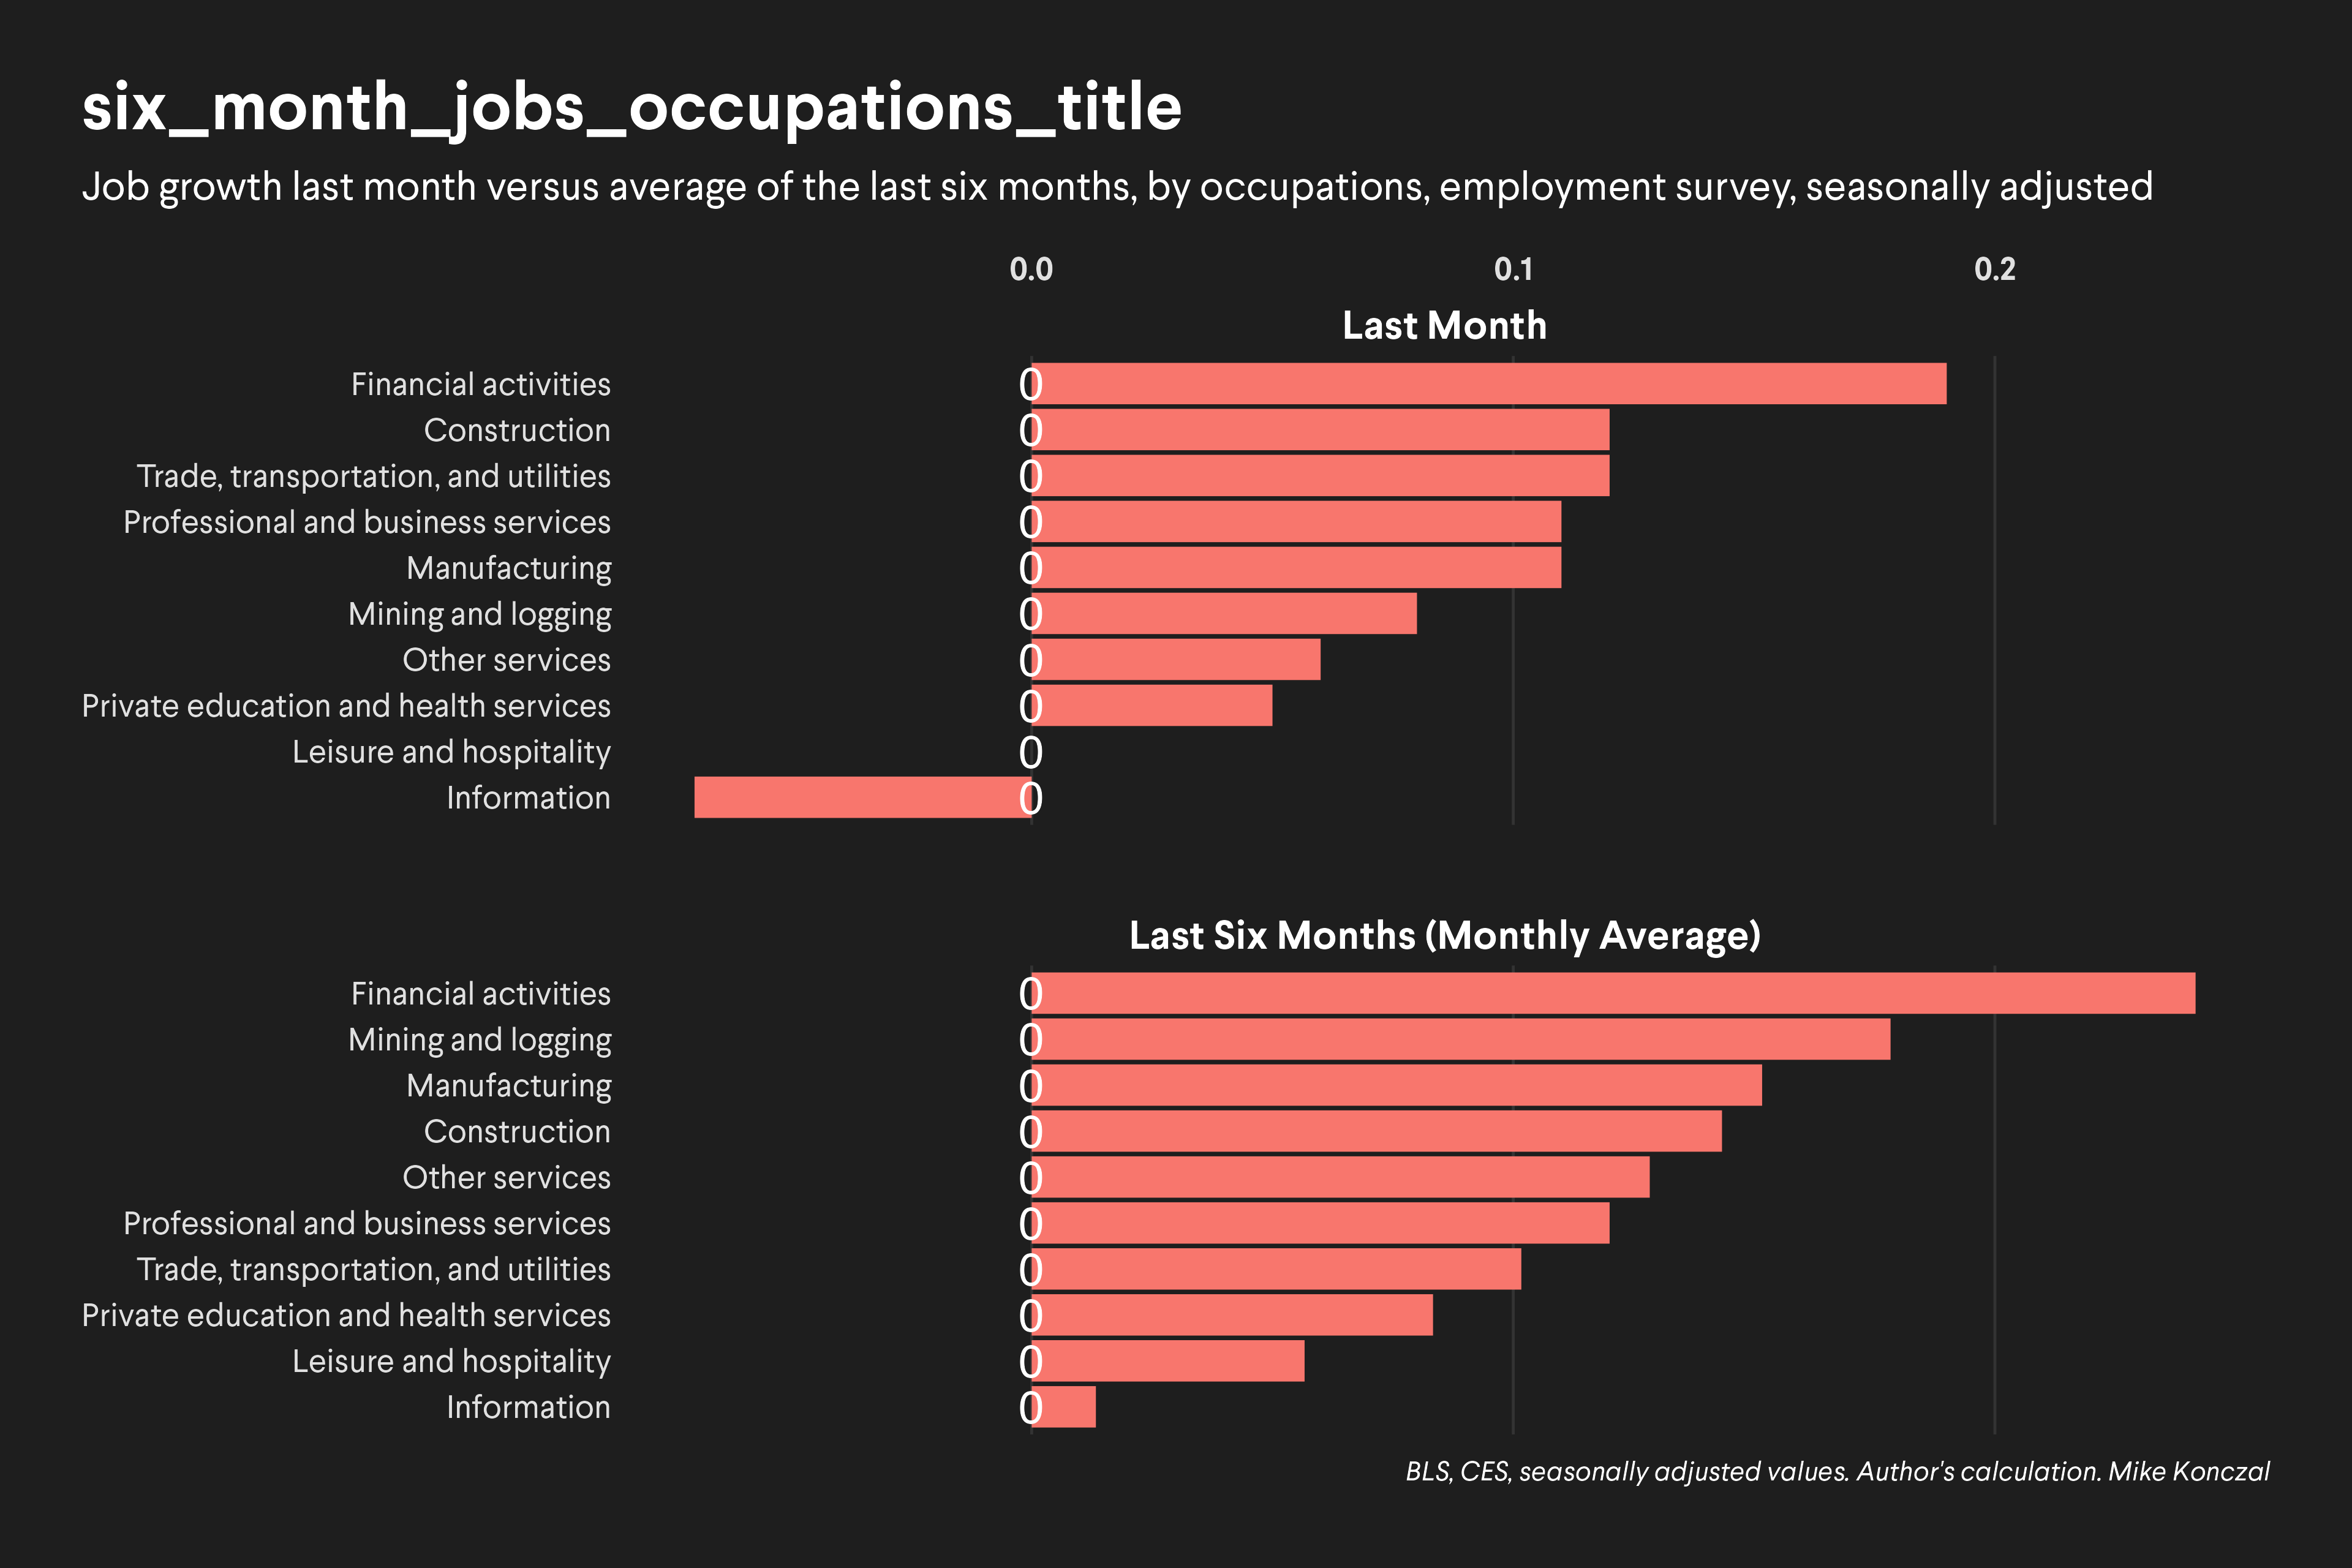 six_month_jobs_occupations_title
Job growth last month versus average of the last six months, by occupations, employment survey, seasonally adjusted
0.0 0.1 0.2
Last Month
Financial activities 0
Construction 0
Trade, transportation, and utilities 0
Professional and business services 0
Manufacturing 0
Mining and logging 0
Other services 0
Private education and health services 0
Leisure and hospitality 0
Information 0
Last Six Months (Monthly Average)
Financial activities 0
Mining and logging 0
Manufacturing 0
Construction 0
Other services 0
Professional and business services 0
Trade, transportation, and utilities 0
Private education and health services 0
Leisure and hospitality 0
Information 0
BLS, CES, seasonally adjusted values. Author's calculation. Mike Konczal